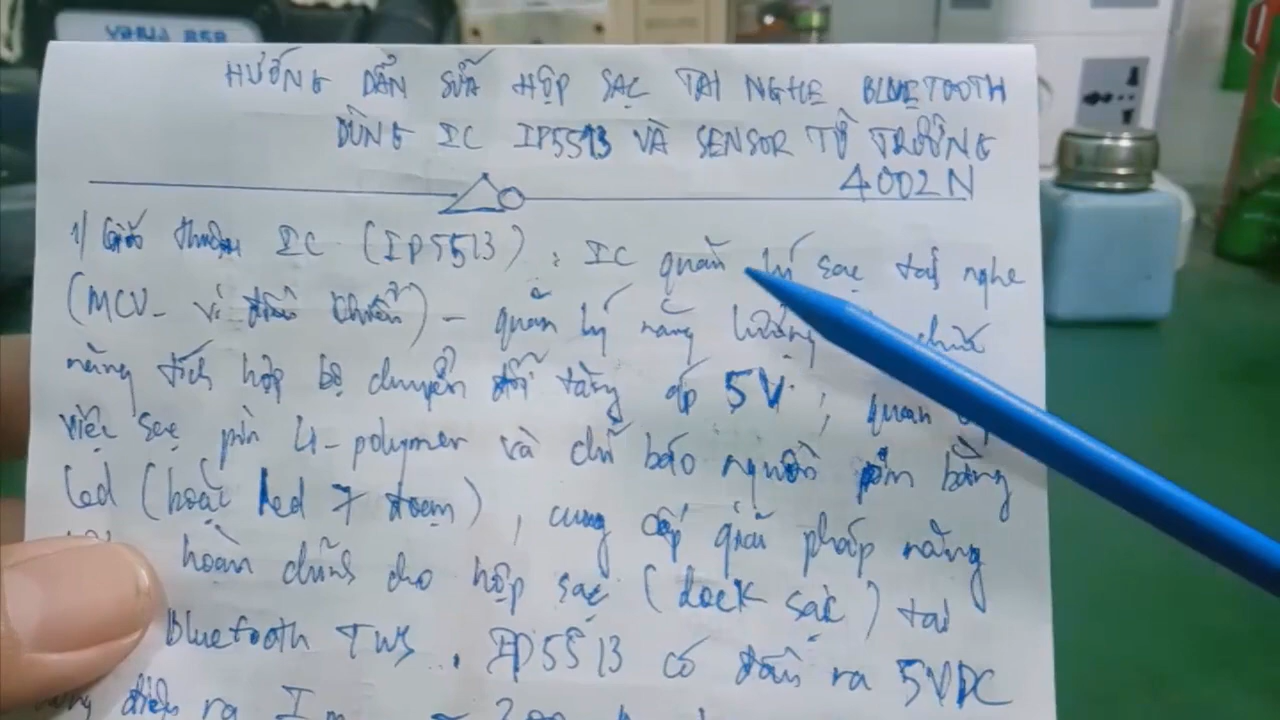 YIHUA 858
HƯỚNG DẪN SỬA HỘP SẠC TAI NGHE BLUETOOTH
DÙNG IC IP5513 VÀ SENSOR TỪ TRƯỜNG
4002N
1/ Giới thiệu IC (IP5513) : IC quản lý sạc tai nghe
(MCU - vi điều khiển) - quản lý năng lượng chức
năng tích hợp bộ chuyển đổi tăng áp 5V ; quản
việc sạc pin Li-polymer và chỉ báo nguồn pin bằng
Led (hoặc Led 7 đoạn) , cung cấp giải pháp năng
hoàn chỉnh cho hộp sạc (dock sạc) tai
Bluetooth TWS . IP5513 có đầu ra 5VDC
điện ra